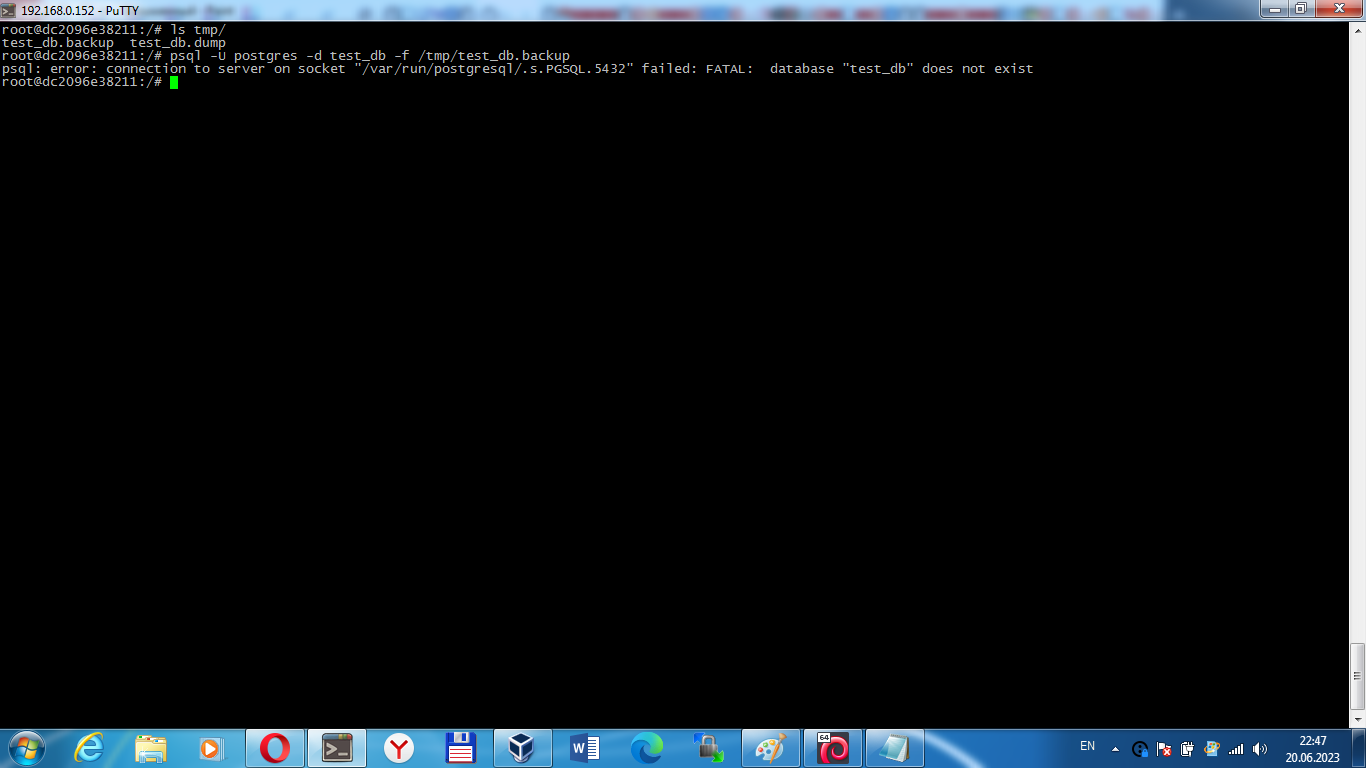 192.168.0.152 - PuTTY
root@dc2096e38211:/# ls tmp/
test_db.backup  test_db.dump
root@dc2096e38211:/# psql -U postgres -d test_db -f /tmp/test_db.backup
psql: error: connection to server on socket "/var/run/postgresql/.s.PGSQL.5432" failed: FATAL:  database "test_db" does not exist
root@dc2096e38211:/#
64
EN
22:47
20.06.2023